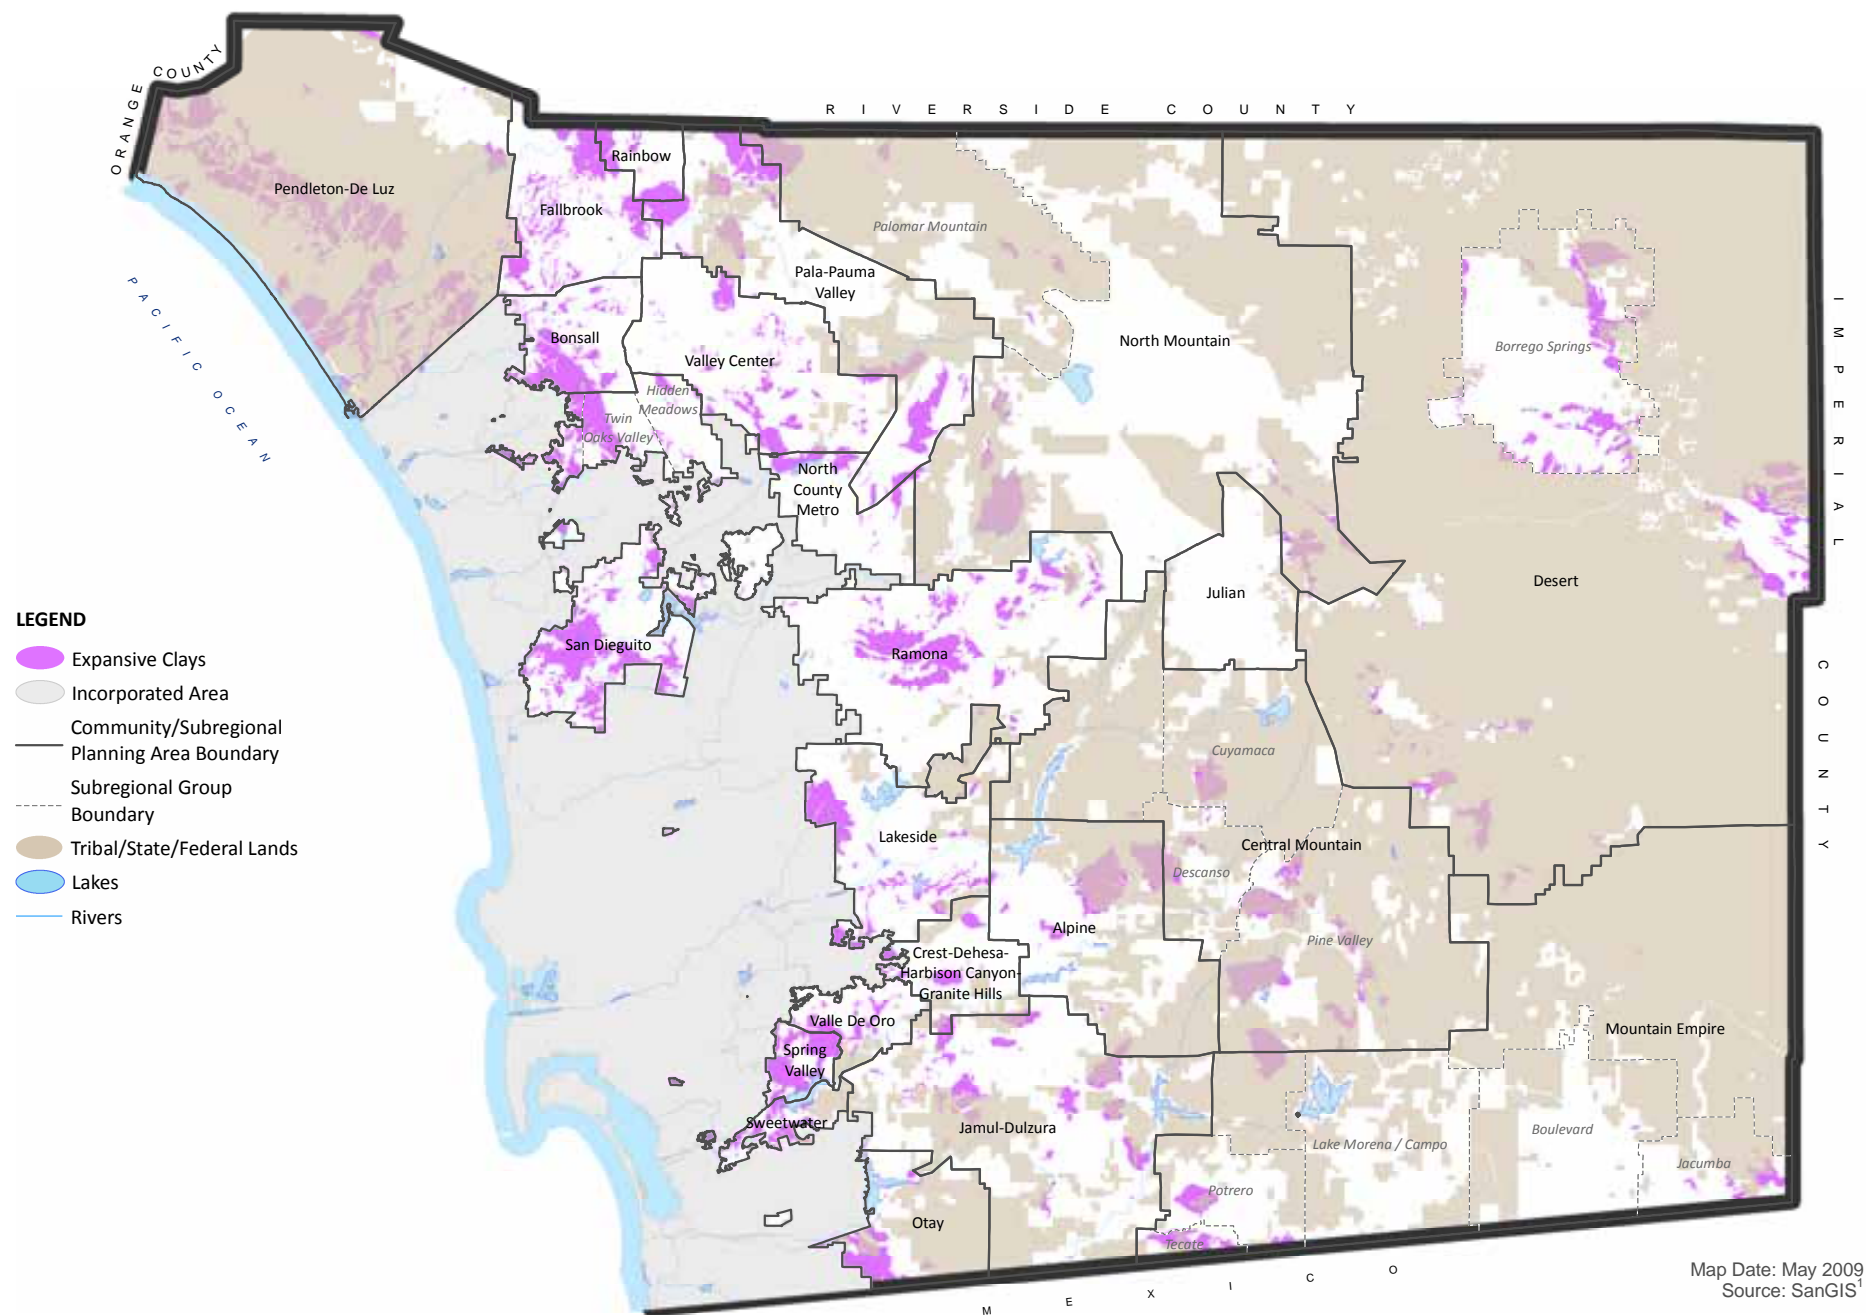 ORANGE COUNTY
RIVERSIDE COUNTY
IMPERIAL COUNTY
PACIFIC OCEAN
MEXICO
Pendleton-De Luz
Rainbow
Fallbrook
Palomar Mountain
Pala-Pauma
Valley
North Mountain
Borrego Springs
Bonsall
Valley Center
Hidden
Meadows
Twin
Oaks Valley
North
County
Metro
Desert
Julian
San Dieguito
Ramona
Cuyamaca
Lakeside
Central Mountain
Descanso
Alpine
Pine Valley
Crest-Dehesa-
Harbison Canyon-
Granite Hills
Valle De Oro
Mountain Empire
Spring
Valley
Sweetwater
Jamul-Dulzura
Lake Morena / Campo
Boulevard
Jacumba
Potrero
Otay
Tecate
LEGEND
Expansive Clays
Incorporated Area
Community/Subregional
Planning Area Boundary
Subregional Group
Boundary
Tribal/State/Federal Lands
Lakes
Rivers
Map Date: May 2009
Source: SanGIS1